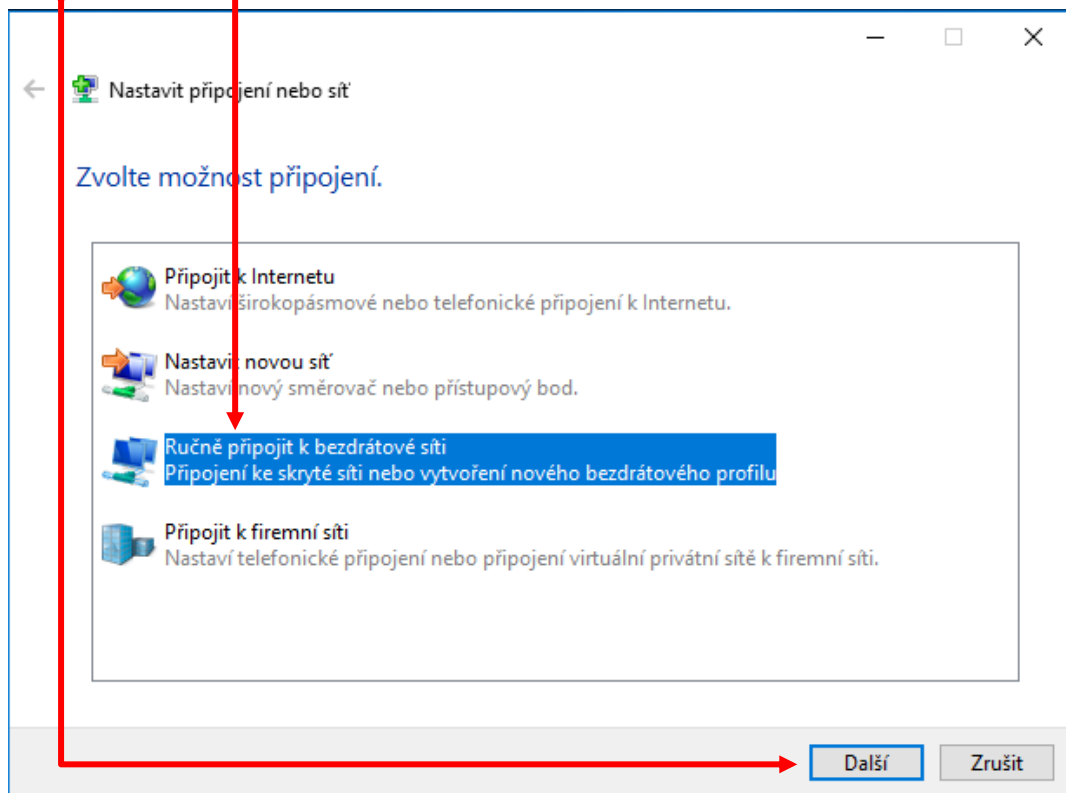 Nastavit připojení nebo síť
Zvolte možnost připojení.
Připojit k Internetu
Nastaví širokopásmové nebo telefonické připojení k Internetu.
Nastavit novou síť
Nastaví nový směrovač nebo přístupový bod.
Ručně připojit k bezdrátové síti
Připojení ke skryté síti nebo vytvoření nového bezdrátového profilu
Připojit k firemní síti
Nastaví telefonické připojení nebo připojení virtuální privátní sítě k firemní síti.
Další
Zrušit